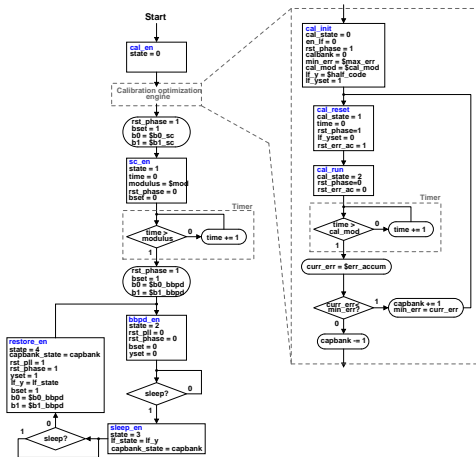 Start
cal_en
state = 0
Calibration optimization
engine
rst_phase = 1
bset = 1
b0 = $b0_sc
b1 = $b1_sc
sc_en
state = 1
time = 0
modulus = $mod
rst_phase = 0
bset = 0
Timer
time >
modulus
0
time += 1
1
rst_phase = 1
bset = 1
b0 = $b0_bbpd
b1 = $b1_bbpd
bbpd_en
state = 2
rst_pll = 0
rst_phase = 0
bset = 0
yset = 0
sleep?
0
1
sleep_en
state = 3
lf_state = lf_y
capbank_state = capbank
restore_en
state = 4
capbank_state = capbank
rst_pll = 1
rst_phase = 1
yset = 1
lf_y = lf_state
bset = 1
b0 = $b0_bbpd
b1 = $b1_bbpd
0
1
sleep?
cal_init
cal_state = 0
en_lf = 0
rst_phase = 1
calbank = 0
min_err = $max_err
cal_mod = $cal_mod
lf_y = $half_code
lf_yset = 1
cal_reset
cal_state = 1
time = 0
rst_phase=1
lf_yset = 0
rst_err_ac = 1
cal_run
cal_state = 2
rst_phase=0
rst_err_ac = 0
Timer
time >
cal_mod
0
time += 1
1
curr_err = $err_accum
curr_err<
min_err?
1
capbank += 1
min_err = curr_err
0
capbank -= 1